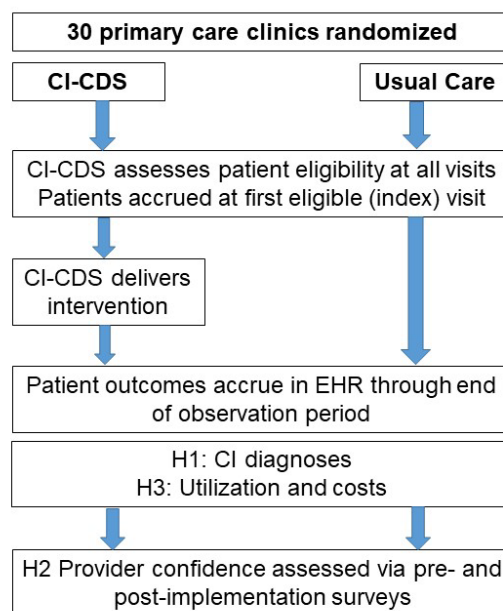 30 primary care clinics randomized
CI-CDS
Usual Care
CI-CDS assesses patient eligibility at all visits
Patients accrued at first eligible (index) visit
CI-CDS delivers
intervention
Patient outcomes accrue in EHR through end
of observation period
H1: CI diagnoses
H3: Utilization and costs
H2 Provider confidence assessed via pre- and
post-implementation surveys